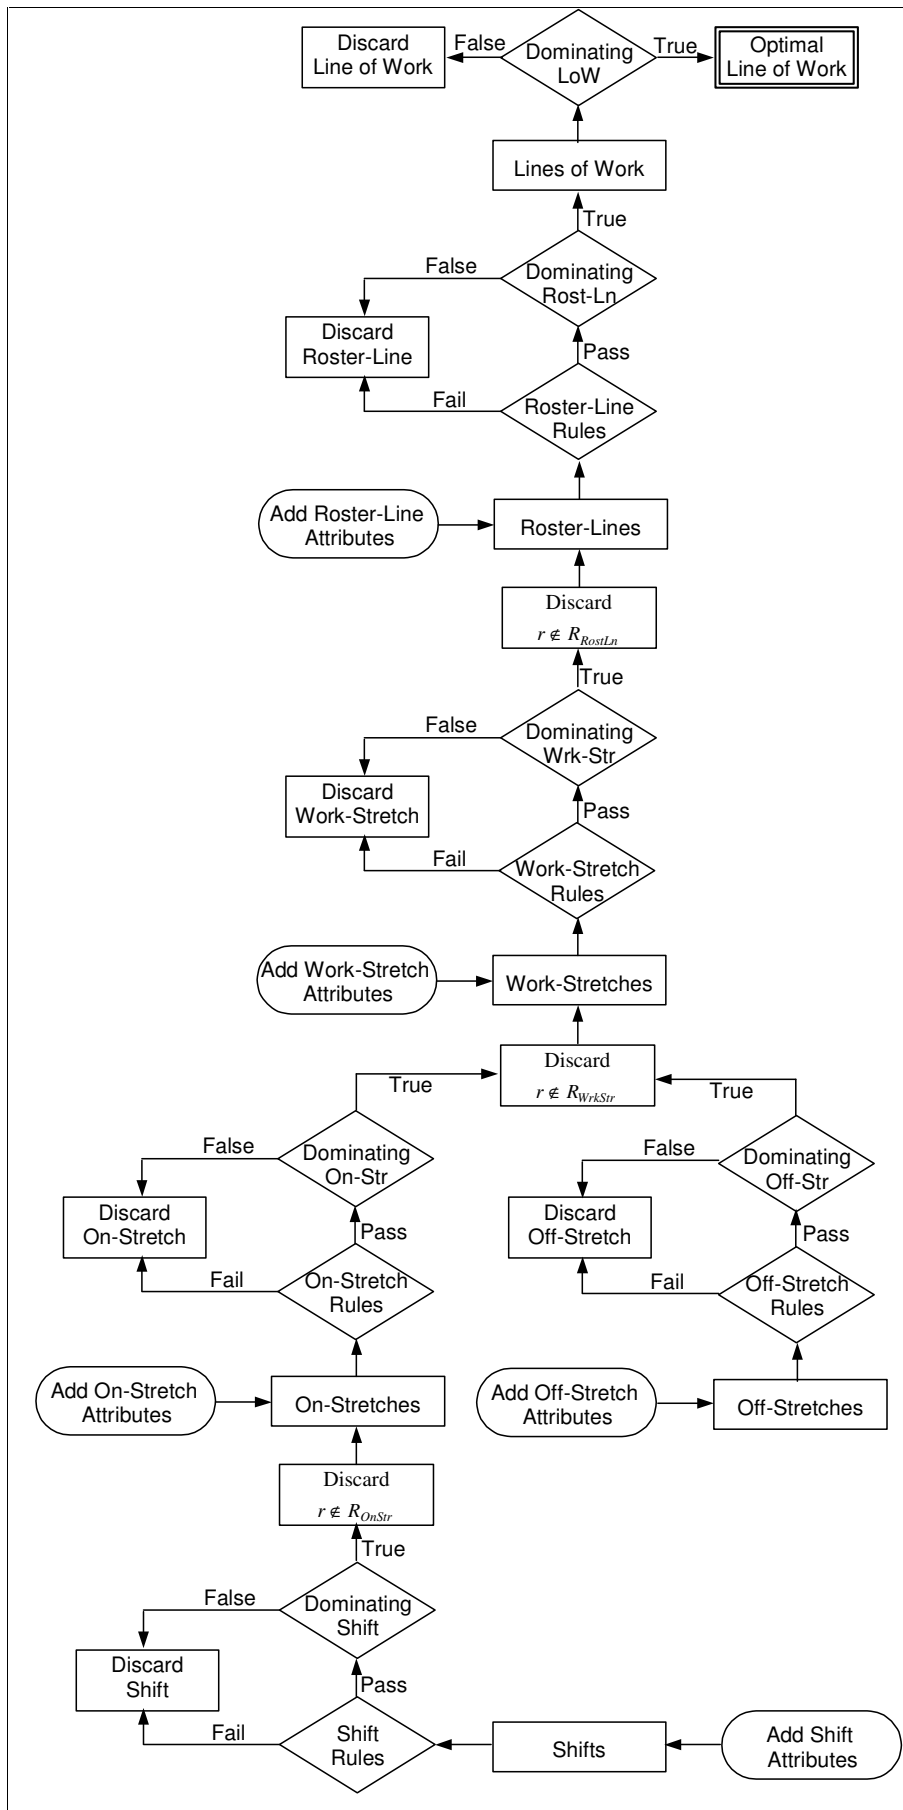 Discard
Line of Work
False
Dominating
LoW
True
Optimal
Line of Work
Lines of Work
True
False
Dominating
Rost-Ln
Discard
Roster-Line
Pass
Fail
Roster-Line
Rules
Add Roster-Line
Attributes
Roster-Lines
Discard
r ∉ R_RostLn
True
False
Dominating
Wrk-Str
Discard
Work-Stretch
Pass
Fail
Work-Stretch
Rules
Add Work-Stretch
Attributes
Work-Stretches
Discard
r ∉ R_WrkStr
True
True
False
Dominating
On-Str
False
Dominating
Off-Str
Discard
On-Stretch
Discard
Off-Stretch
Pass
Pass
Fail
On-Stretch
Rules
Fail
Off-Stretch
Rules
Add On-Stretch
Attributes
On-Stretches
Add Off-Stretch
Attributes
Off-Stretches
Discard
r ∉ R_OnStr
True
False
Dominating
Shift
Discard
Shift
Pass
Fail
Shift
Rules
Shifts
Add Shift
Attributes